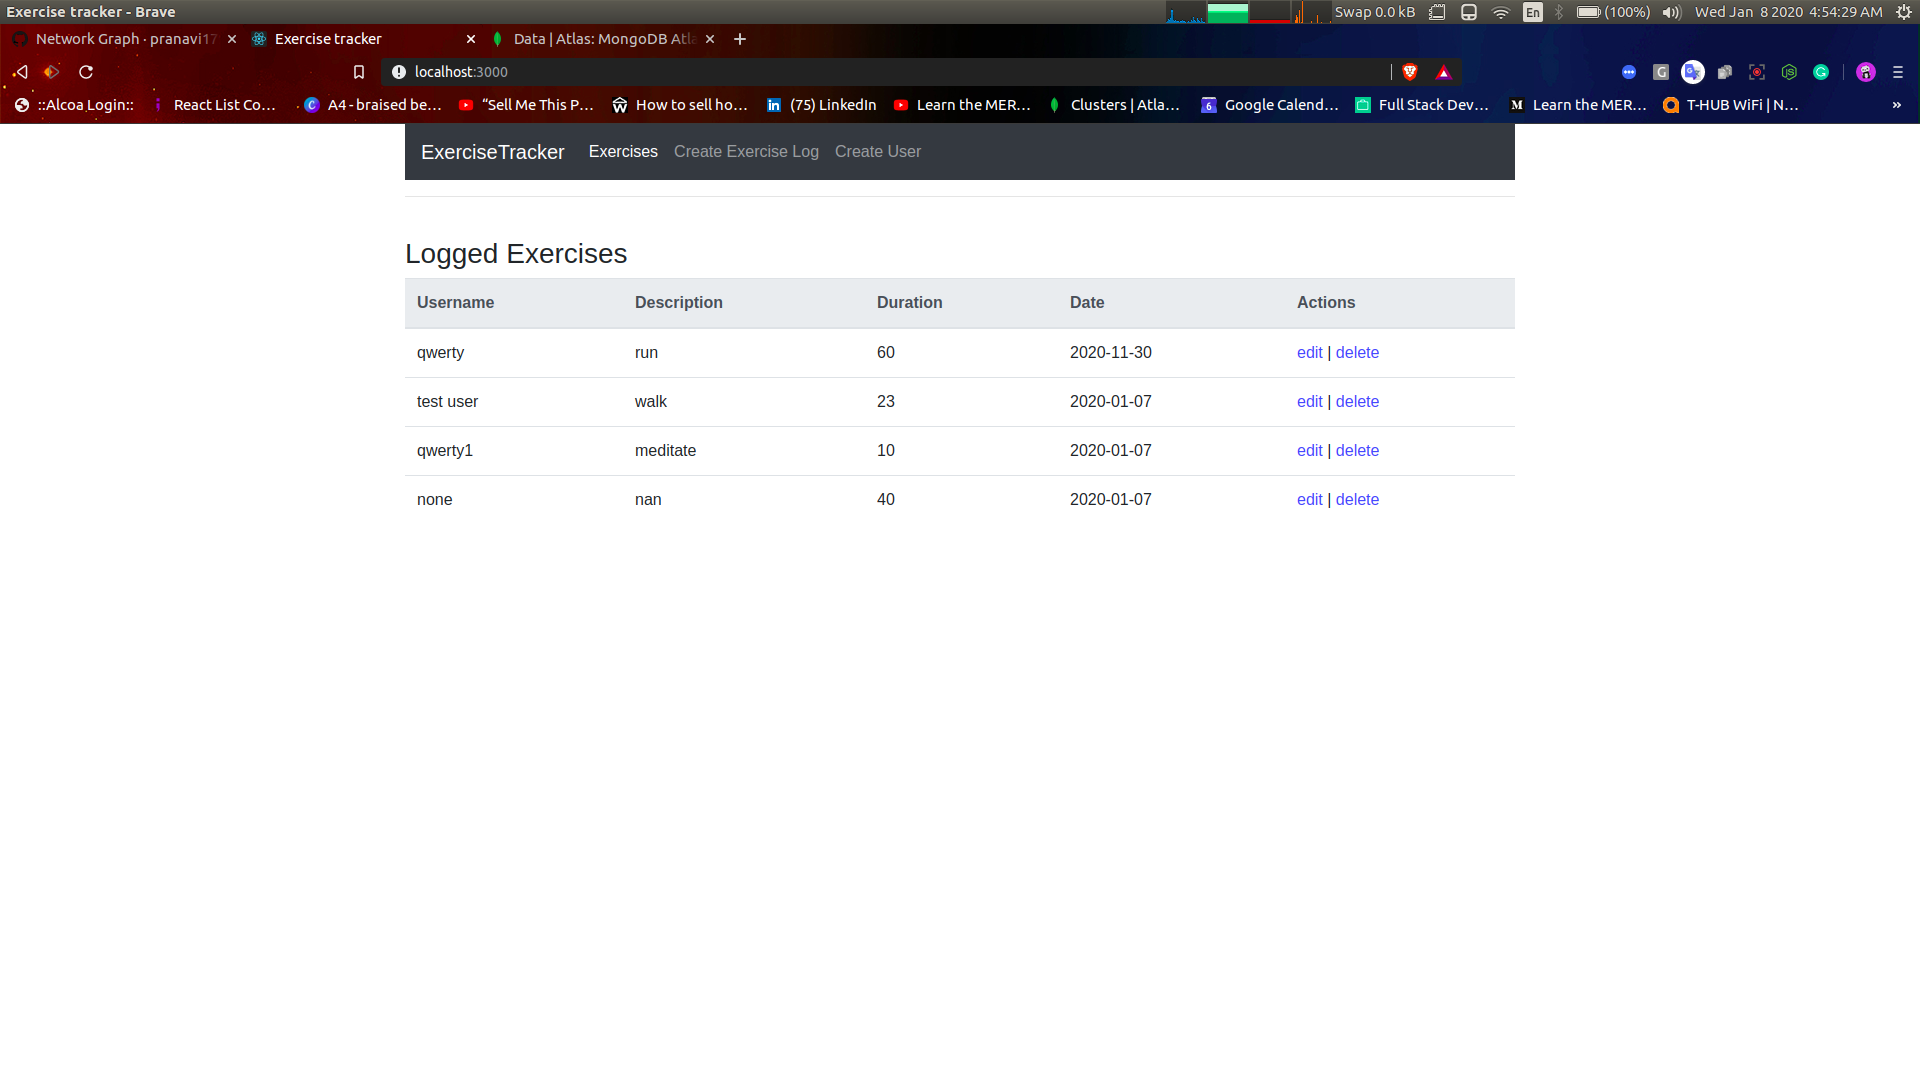 Exercise tracker - Brave Swap 0.0 kB En (100%) Wed Jan 8 2020 4:54:29 AM
Network Graph · pranavi17 Exercise tracker Data | Atlas: MongoDB Atla
localhost:3000
::Alcoa Login:: React List Co... A4 - braised be... “Sell Me This P... How to sell ho... (75) LinkedIn Learn the MER... Clusters | Atla... Google Calend... Full Stack Dev... Learn the MER... T-HUB WiFi | N... »
ExerciseTracker Exercises Create Exercise Log Create User
Logged Exercises
Username Description Duration Date Actions
qwerty run 60 2020-11-30 edit | delete
test user walk 23 2020-01-07 edit | delete
qwerty1 meditate 10 2020-01-07 edit | delete
none nan 40 2020-01-07 edit | delete